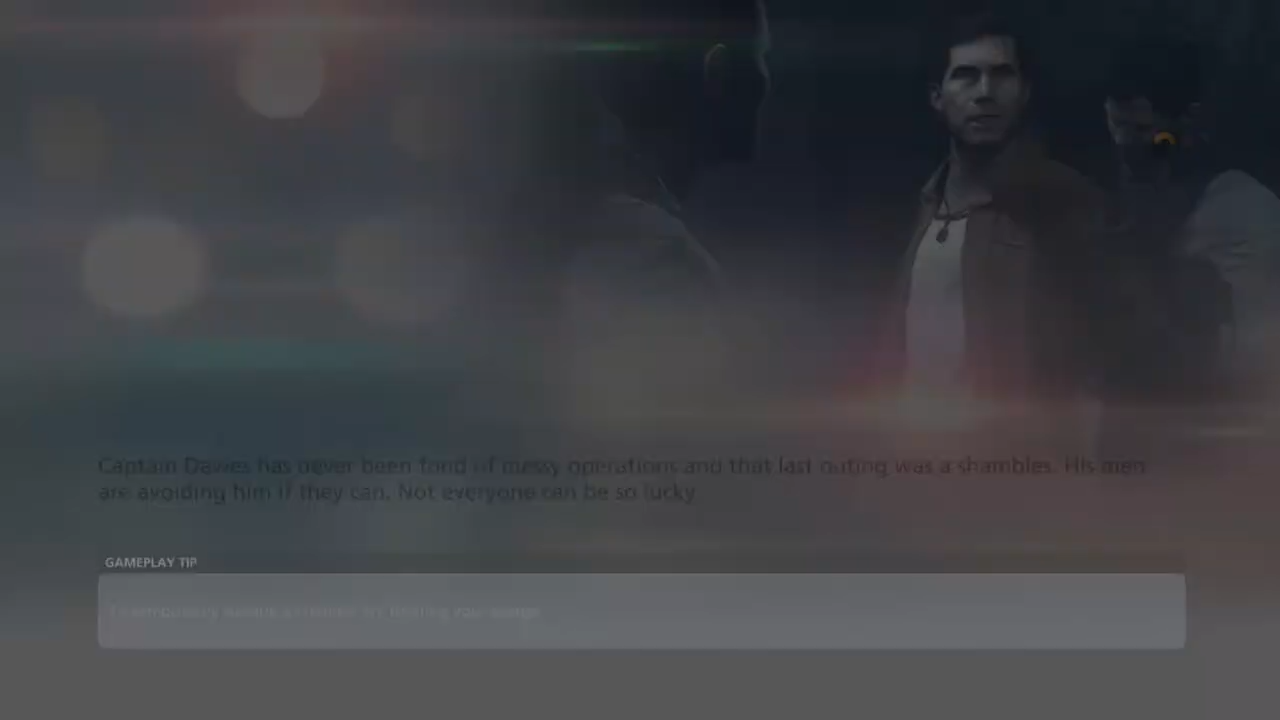 Captain Davies has never been fond of messy operations and that last outing was a shambles. His men
are avoiding him if they can. Not everyone can be so lucky.
GAMEPLAY TIP